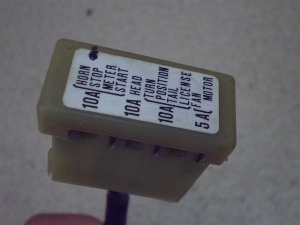 HORN
STOP
10A METER
START
10A HEAD
TURN
10A POSITION
TAIL
LICENSE
5A FAN MOTOR